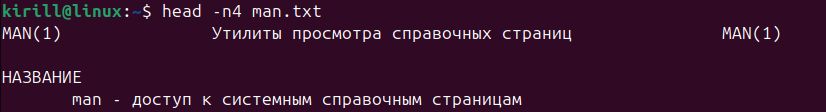 kirill@linux:~$ head -n4 man.txt
MAN(1) Утилиты просмотра справочных страниц MAN(1)
НАЗВАНИЕ
man - доступ к системным справочным страницам